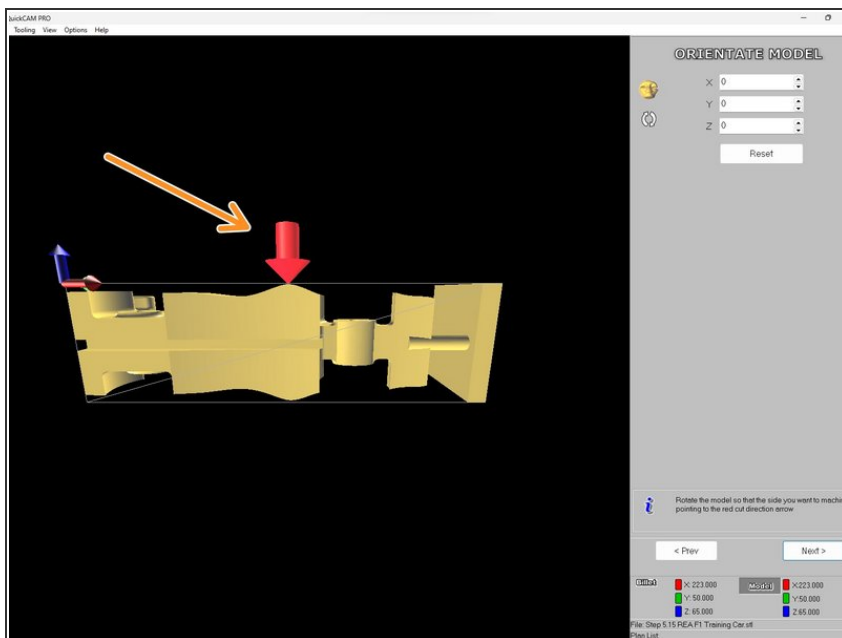 QuickCAM PRO
Tooling View Options Help
ORIENTATE MODEL
X 0
Y 0
Z 0
Reset
Rotate the model so that the side you want to machi
pointing to the red cut direction arrow
< Prev Next >
Billet X: 223.000 Model X:223.000
Y: 50.000 Y:50.000
Z: 65.000 Z:65.000
File: Step 5.15 REA F1 Training Car.stl
Plan List: